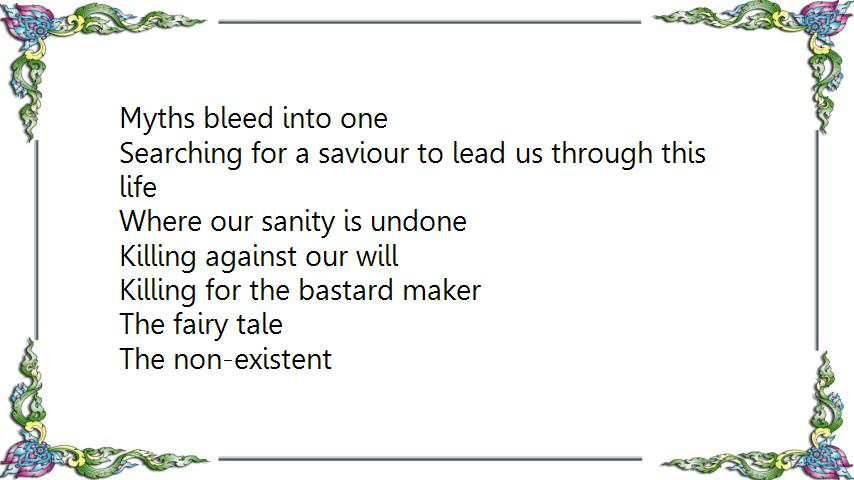 Myths bleed into one
Searching for a saviour to lead us through this
life
Where our sanity is undone
Killing against our will
Killing for the bastard maker
The fairy tale
The non-existent